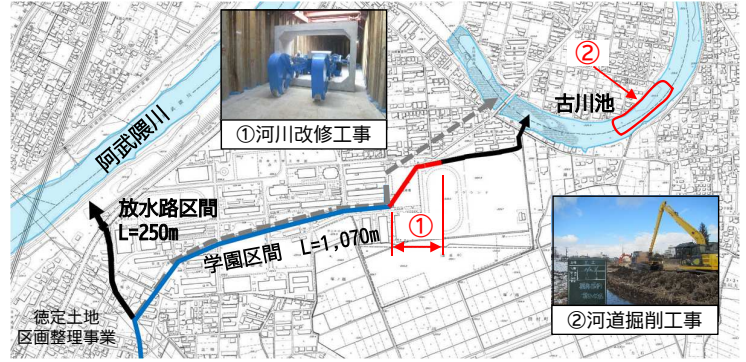 ①河川改修工事
②
古川池
阿武隈川
放水路区間
L=250m
学園区間 L=1,070m
①
徳定土地
区画整理事業
②河道掘削工事